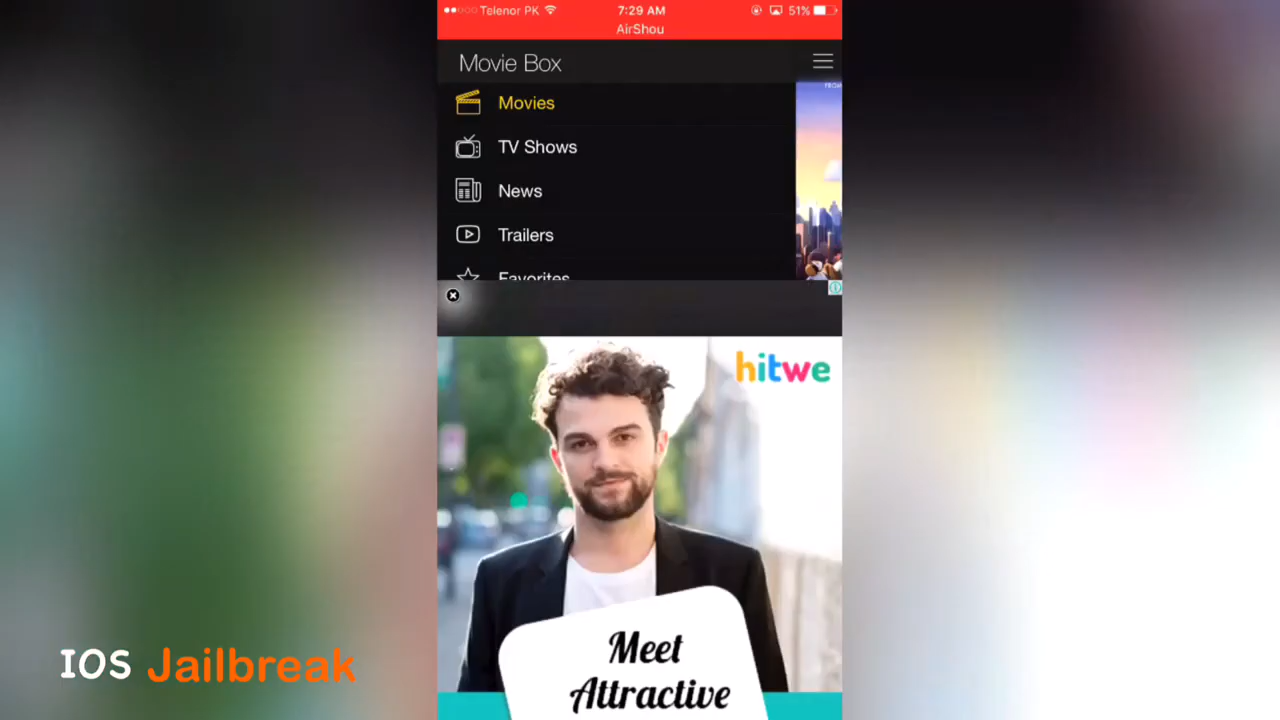 Telenor PK 7:29 AM 51%
AirShou
Movie Box
Movies
TV Shows
News
Trailers
Favorites
hitwe
Meet
Attractive
IOS Jailbreak